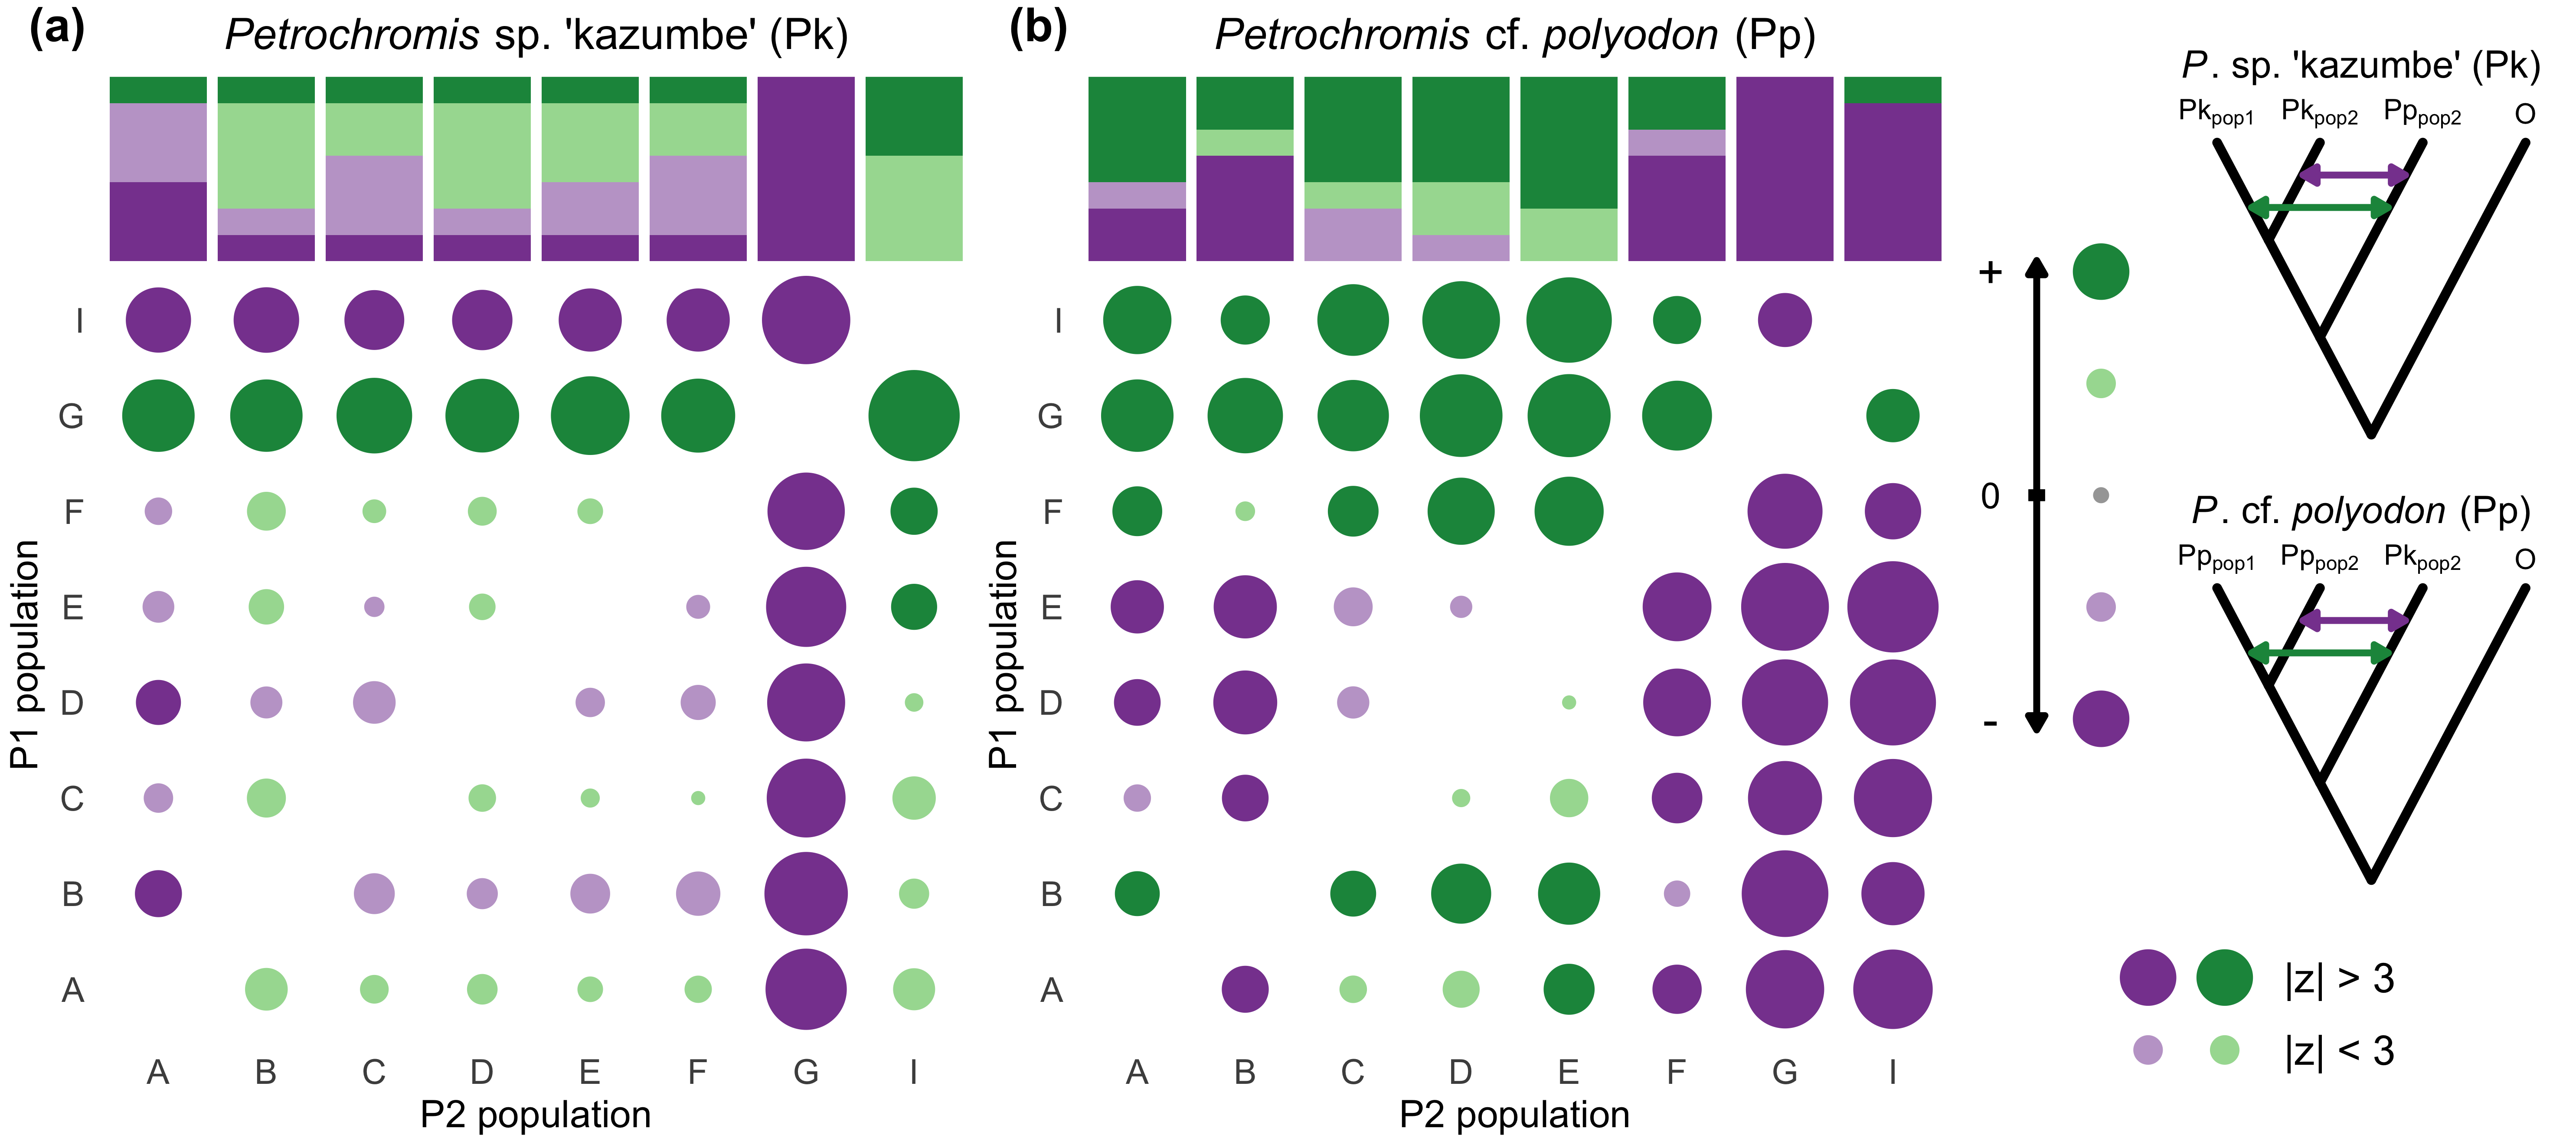 (a)
Petrochromis sp. 'kazumbe' (Pk)
I
G
F
E
D
C
B
A
P1 population
A B C D E F G I
P2 population
(b)
Petrochromis cf. polyodon (Pp)
I
G
F
E
D
C
B
A
P1 population
A B C D E F G I
P2 population
+
0
-
P. sp. 'kazumbe' (Pk)
Pkpop1 Pkpop2 Pppop2 O
P. cf. polyodon (Pp)
Pppop1 Pppop2 Pkpop2 O
|z| > 3
|z| < 3